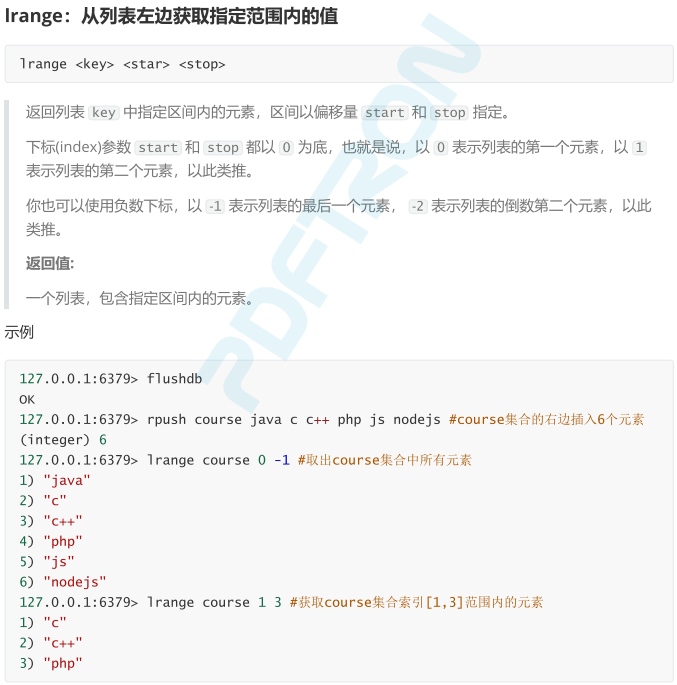 lrange：从列表左边获取指定范围内的值
lrange <key> <star> <stop>
返回列表 key 中指定区间内的元素，区间以偏移量 start 和 stop 指定。
下标(index)参数 start 和 stop 都以 0 为底，也就是说，以 0 表示列表的第一个元素，以 1
表示列表的第二个元素，以此类推。
你也可以使用负数下标，以 -1 表示列表的最后一个元素， -2 表示列表的倒数第二个元素，以此
类推。
返回值:
一个列表，包含指定区间内的元素。
示例
127.0.0.1:6379> flushdb
OK
127.0.0.1:6379> rpush course java c c++ php js nodejs #course集合的右边插入6个元素
(integer) 6
127.0.0.1:6379> lrange course 0 -1 #取出course集合中所有元素
1) "java"
2) "c"
3) "c++"
4) "php"
5) "js"
6) "nodejs"
127.0.0.1:6379> lrange course 1 3 #获取course集合索引[1,3]范围内的元素
1) "c"
2) "c++"
3) "php"
PDFTRON